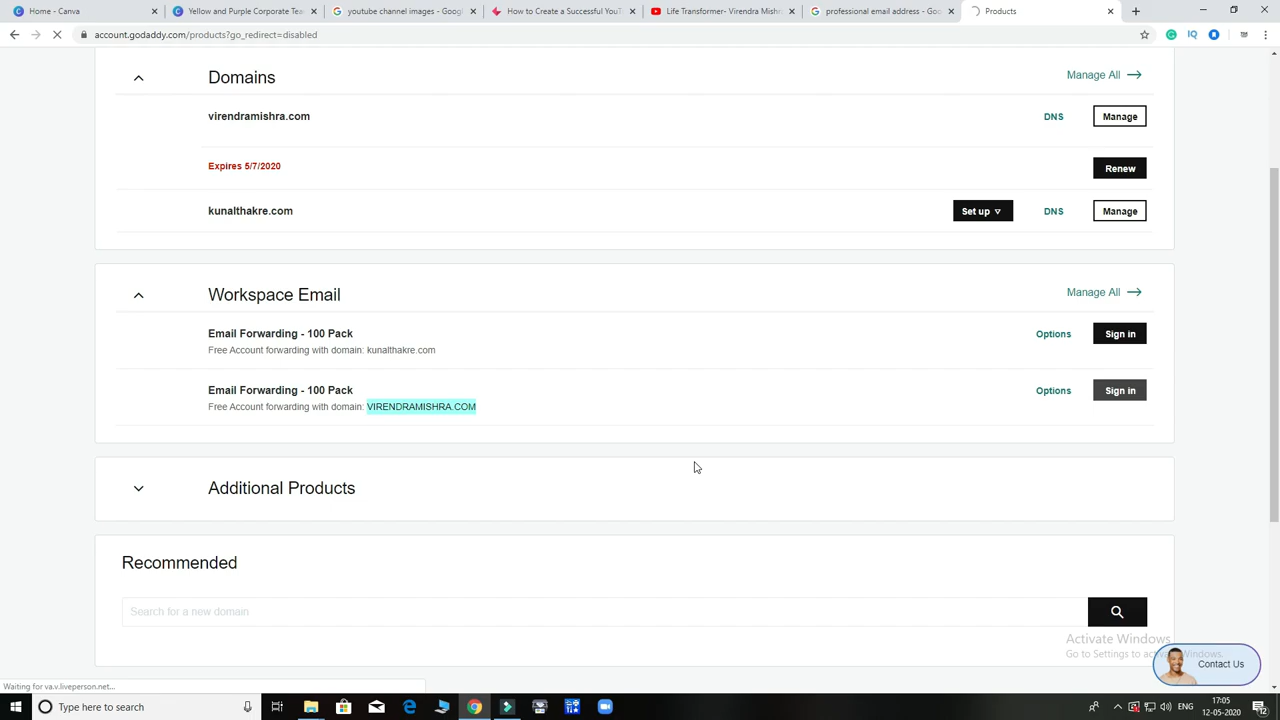 Home - Canva
Yellow and Purple Corporate Tea
youtube channel images - Googl
How to Create a Successful YouT
Life Transformer- Virendra Mishr
professional email address - Go
Products
account.godaddy.com/products?go_redirect=disabled
Domains
Manage All
virendramishra.com
DNS
Manage
Expires 5/7/2020
Renew
kunalthakre.com
Set up
DNS
Manage
Workspace Email
Manage All
Email Forwarding - 100 Pack
Options
Sign in
Free Account forwarding with domain: kunalthakre.com
Email Forwarding - 100 Pack
Options
Sign in
Free Account forwarding with domain: VIRENDRAMISHRA.COM
Additional Products
Recommended
Search for a new domain
Activate Windows
Go to Settings to activ Windows.
Contact Us
Waiting for va.v.liveperson.net...
Type here to search
17:05
12-05-2020